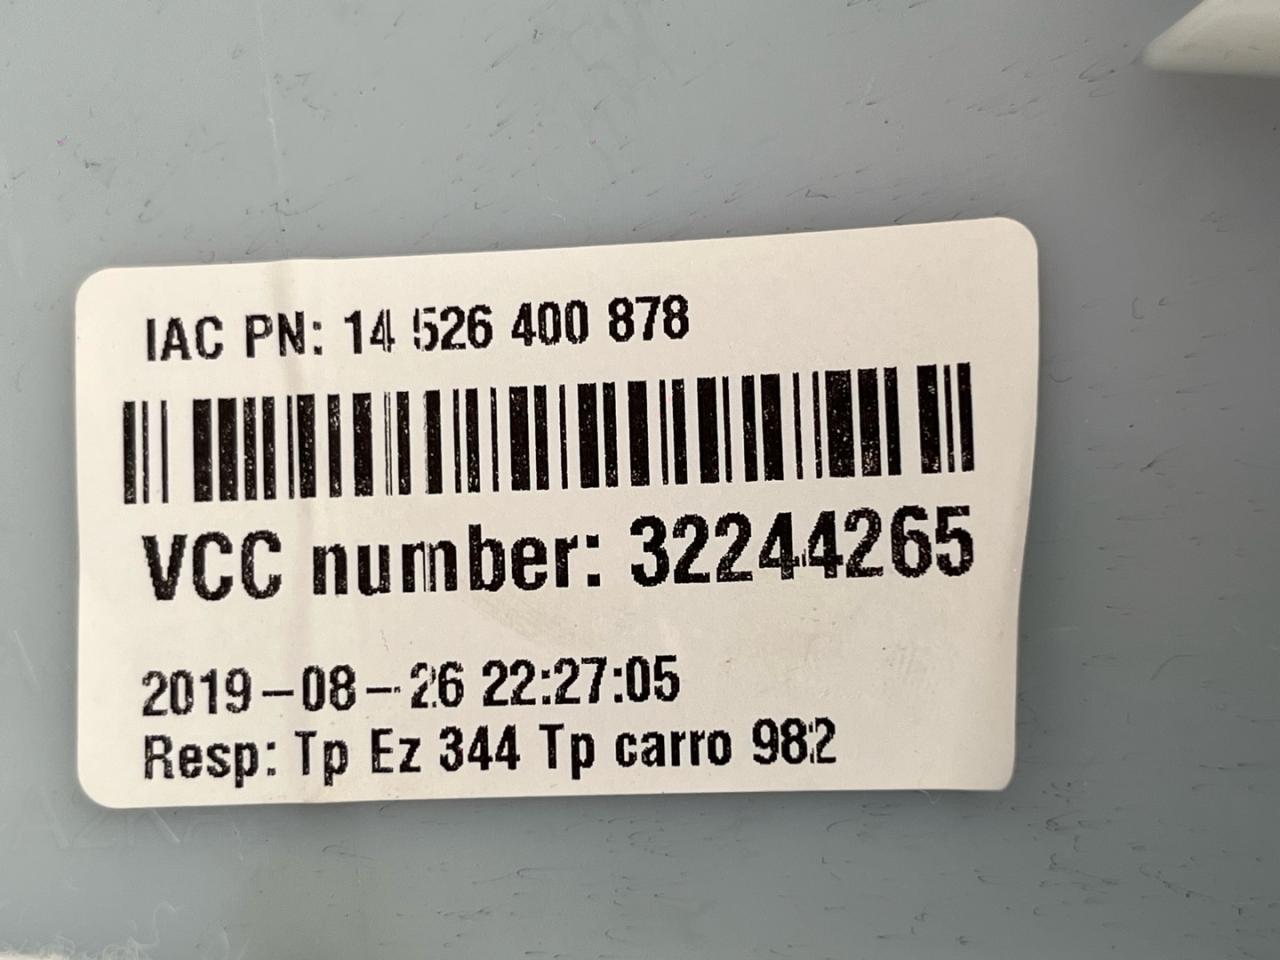 IAC PN: 14 526 400 878
VCC number: 32244265
2019-08-26 22:27:05
Resp: Tp Ez 344 Tp carro 982